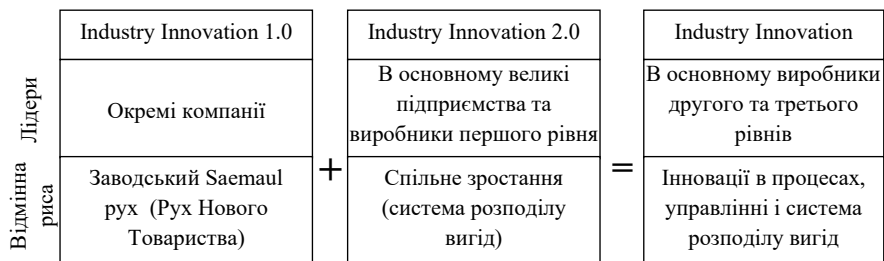 Industry Innovation 1.0
Industry Innovation 2.0
Industry Innovation
Лідери
Окремі компанії
В основному великі
підприємства та
виробники першого рівня
В основному виробники
другого та третього
рівнів
Відмінна
риса
Заводський Saemaul
рух (Рух Нового
Товариства)
+
Спільне зростання
(система розподілу
вигід)
=
Інновації в процесах,
управлінні і система
розподілу вигід